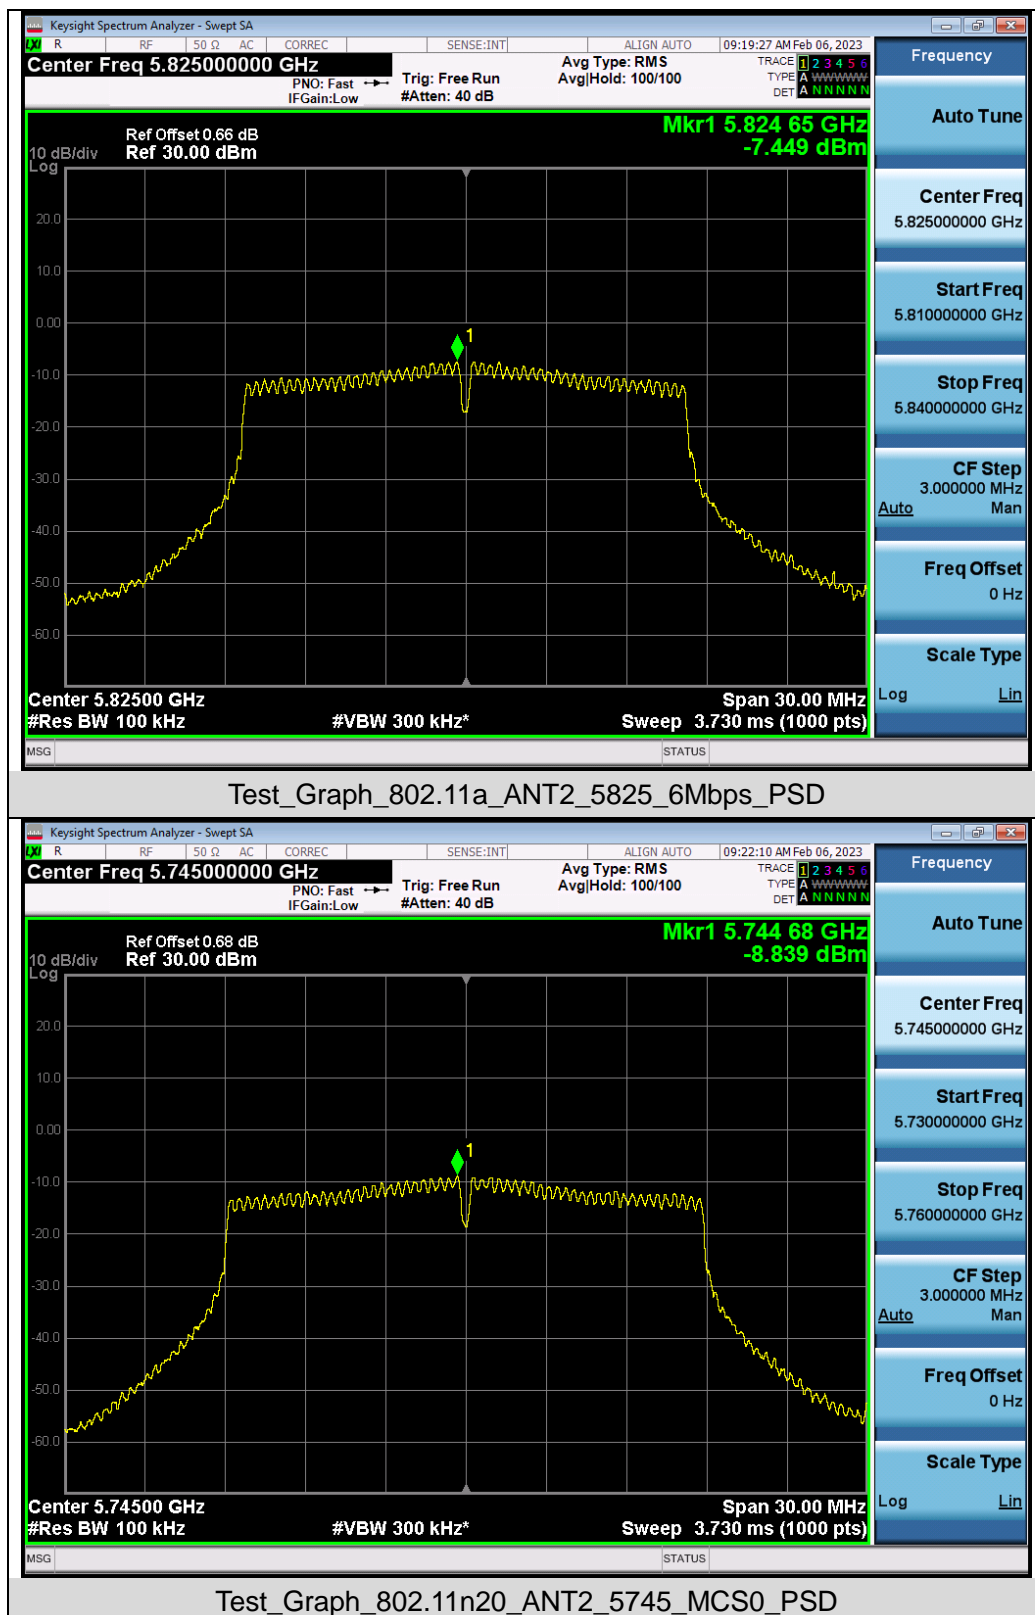 Keysight Spectrum Analyzer - Swept SA
LXI R RF 50 Ω AC CORREC SENSE:INT ALIGN AUTO 09:19:27 AM Feb 06, 2023
Center Freq 5.825000000 GHz
PNO: Fast
IFGain:Low
Trig: Free Run
#Atten: 40 dB
Avg Type: RMS
Avg|Hold: 100/100
TRACE 1 2 3 4 5 6
TYPE A WWWWW
DET A N N N N N
Frequency
Mkr1 5.824 65 GHz
-7.449 dBm
Ref Offset 0.66 dB
10 dB/div Ref 30.00 dBm
Log
20.0
10.0
0.00
-10.0
-20.0
-30.0
-40.0
-50.0
-60.0
1
Center 5.82500 GHz Span 30.00 MHz
#Res BW 100 kHz #VBW 300 kHz* Sweep 3.730 ms (1000 pts)
MSG STATUS
Auto Tune
Center Freq
5.825000000 GHz
Start Freq
5.810000000 GHz
Stop Freq
5.840000000 GHz
CF Step
3.000000 MHz
Auto Man
Freq Offset
0 Hz
Scale Type
Log Lin
Test_Graph_802.11a_ANT2_5825_6Mbps_PSD
Keysight Spectrum Analyzer - Swept SA
LXI R RF 50 Ω AC CORREC SENSE:INT ALIGN AUTO 09:22:10 AM Feb 06, 2023
Center Freq 5.745000000 GHz
PNO: Fast
IFGain:Low
Trig: Free Run
#Atten: 40 dB
Avg Type: RMS
Avg|Hold: 100/100
TRACE 1 2 3 4 5 6
TYPE A WWWWW
DET A N N N N N
Frequency
Mkr1 5.744 68 GHz
-8.839 dBm
Ref Offset 0.68 dB
10 dB/div Ref 30.00 dBm
Log
20.0
10.0
0.00
-10.0
-20.0
-30.0
-40.0
-50.0
-60.0
1
Center 5.74500 GHz Span 30.00 MHz
#Res BW 100 kHz #VBW 300 kHz* Sweep 3.730 ms (1000 pts)
MSG STATUS
Auto Tune
Center Freq
5.745000000 GHz
Start Freq
5.730000000 GHz
Stop Freq
5.760000000 GHz
CF Step
3.000000 MHz
Auto Man
Freq Offset
0 Hz
Scale Type
Log Lin
Test_Graph_802.11n20_ANT2_5745_MCS0_PSD